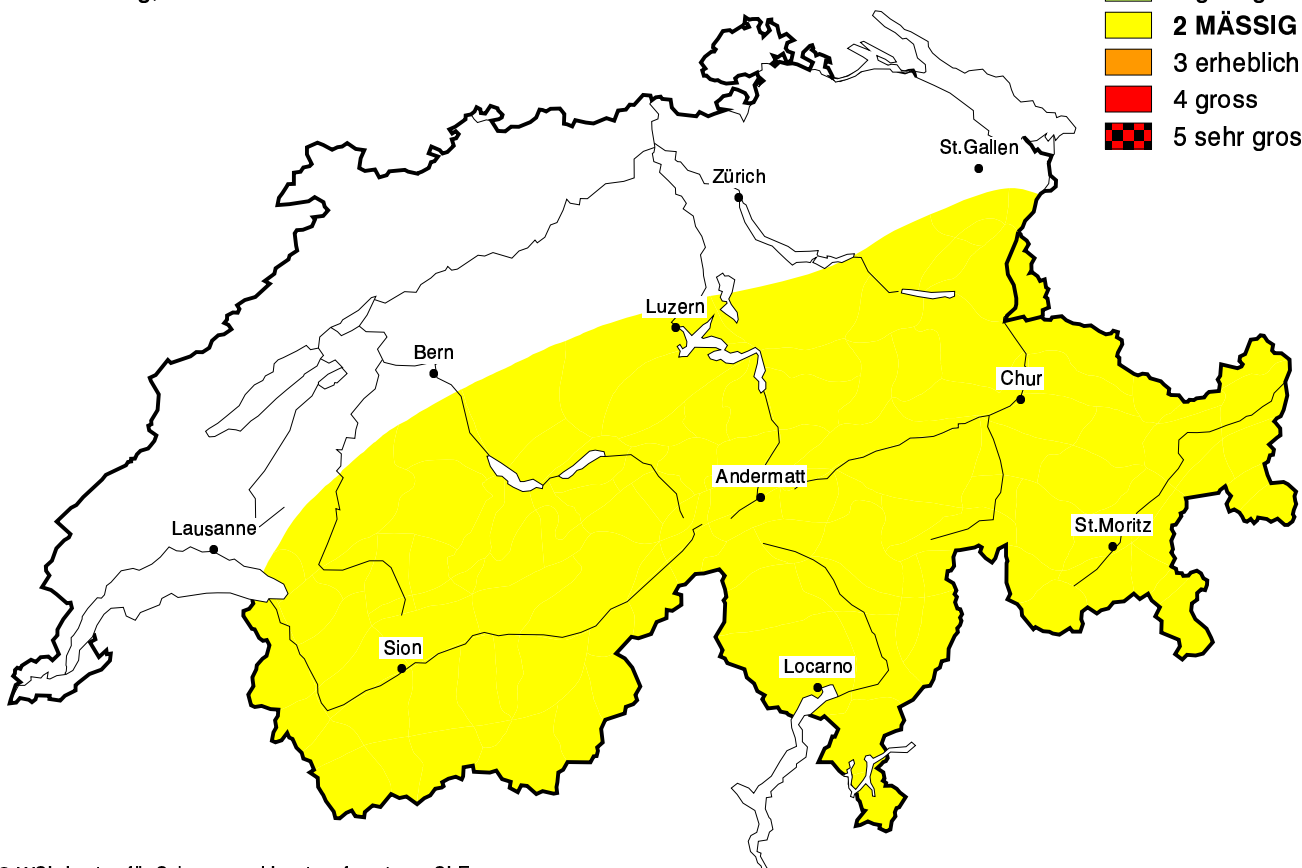 2 MÄSSIG
3 erheblich
4 gross
5 sehr gros
St.Gallen
Zürich
Luzern
Bern
Chur
Andermatt
Lausanne
St.Moritz
Sion
Locarno